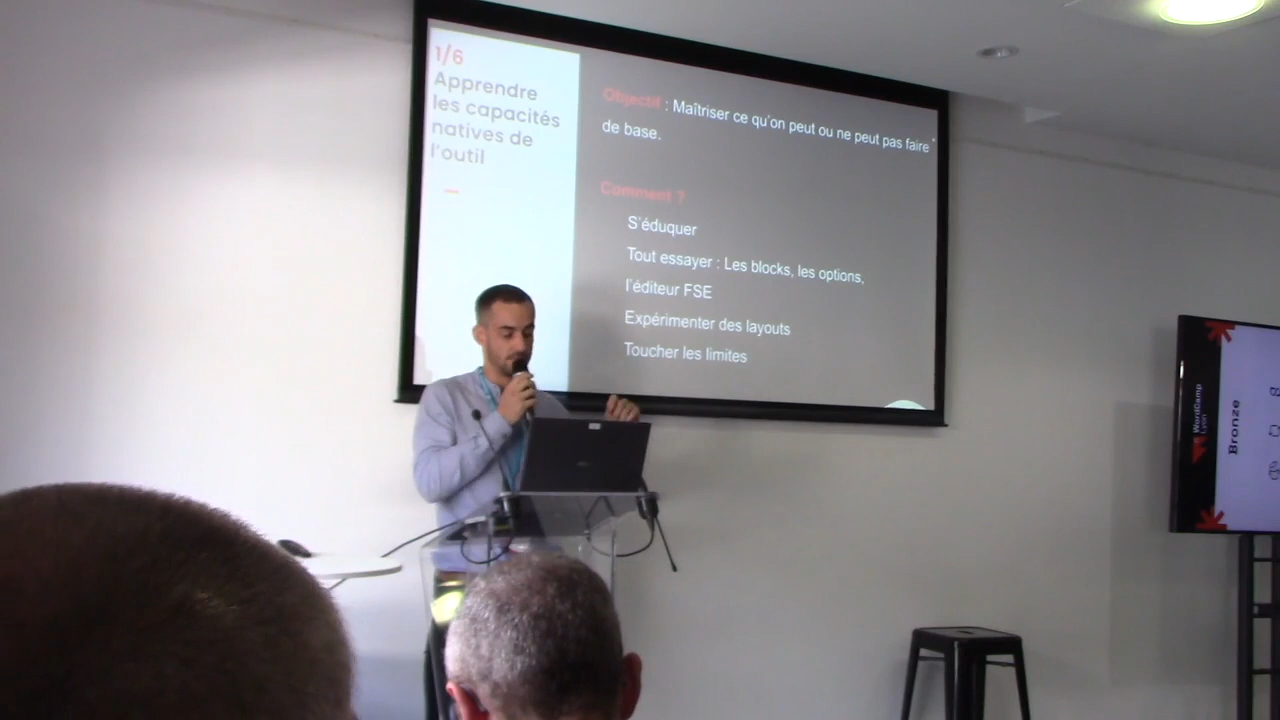 1/6
Apprendre
les capacités
natives de
l'outil
Objectif : Maîtriser ce qu'on peut ou ne peut pas faire
de base.
Comment ?
S'éduquer
Tout essayer : Les blocks, les options,
l'éditeur FSE
Expérimenter des layouts
Toucher les limites
WordCamp
Lyon
Bronze